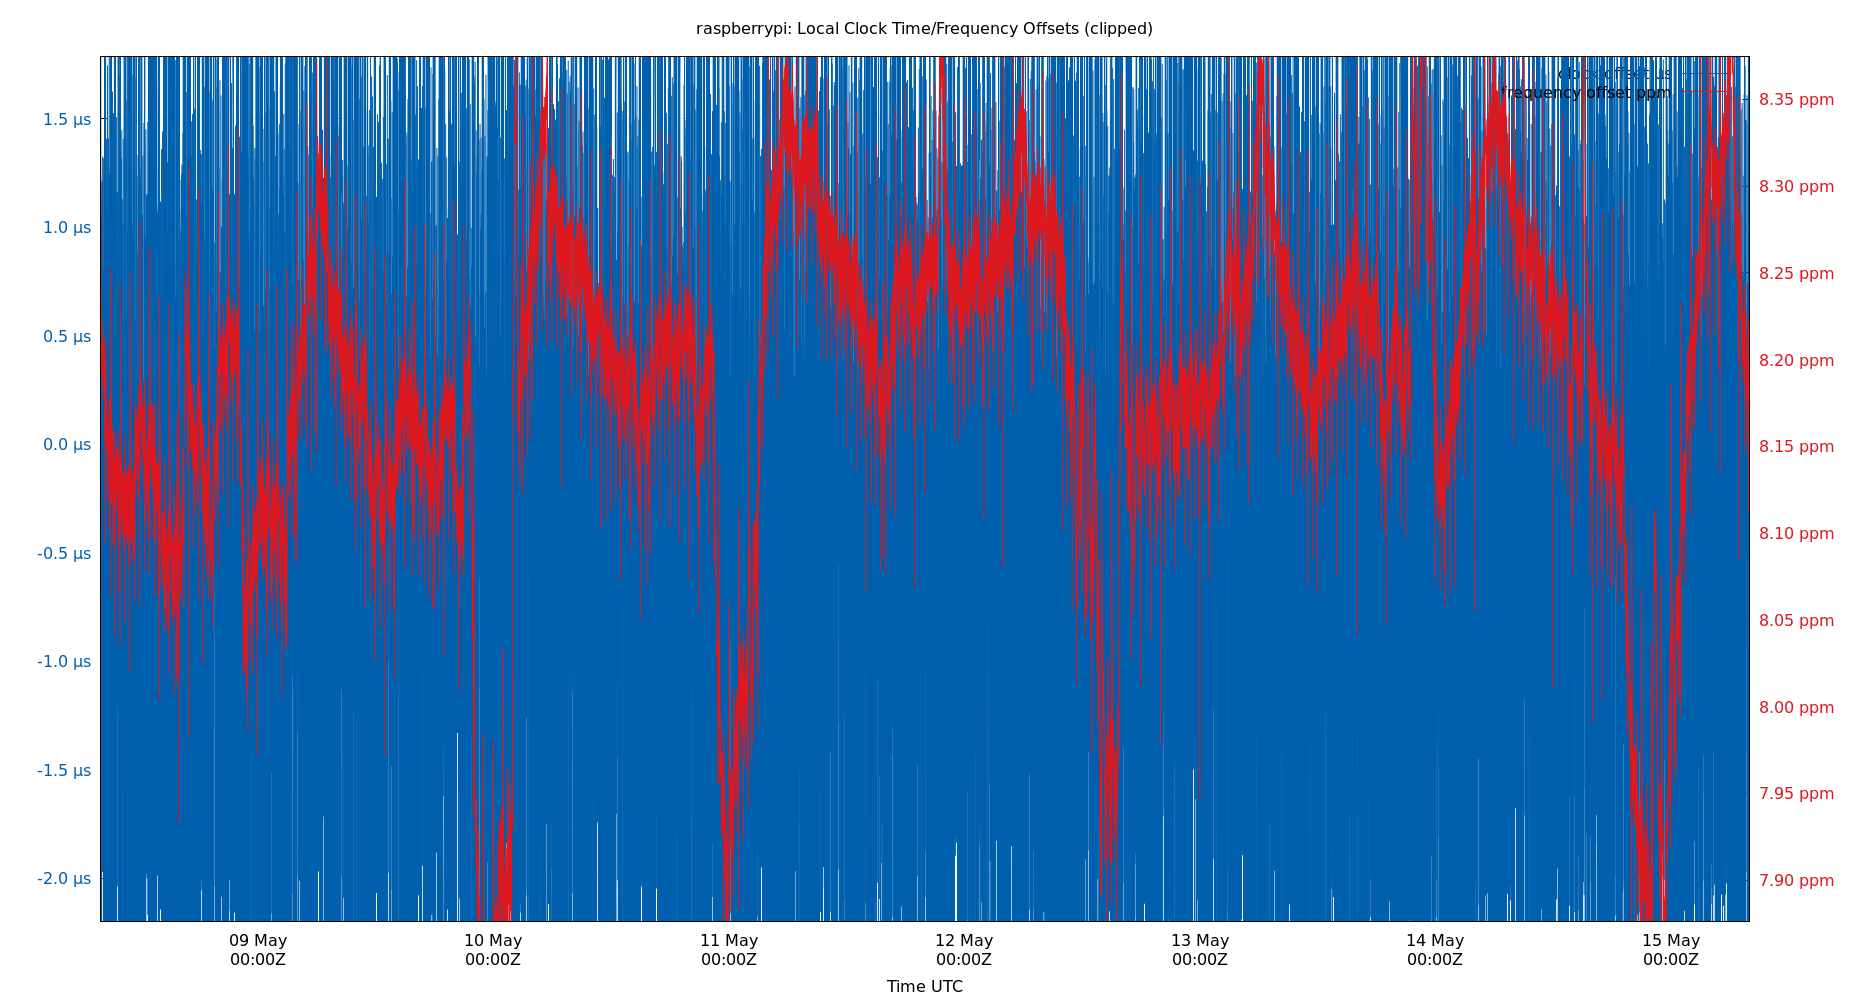 raspberrypi: Local Clock Time/Frequency Offsets (clipped)
clock offset us
frequency offset ppm
1.5 µs
1.0 µs
0.5 µs
0.0 µs
-0.5 µs
-1.0 µs
-1.5 µs
-2.0 µs
8.35 ppm
8.30 ppm
8.25 ppm
8.20 ppm
8.15 ppm
8.10 ppm
8.05 ppm
8.00 ppm
7.95 ppm
7.90 ppm
09 May 10 May 11 May 12 May 13 May 14 May 15 May
00:00Z 00:00Z 00:00Z 00:00Z 00:00Z 00:00Z 00:00Z
Time UTC